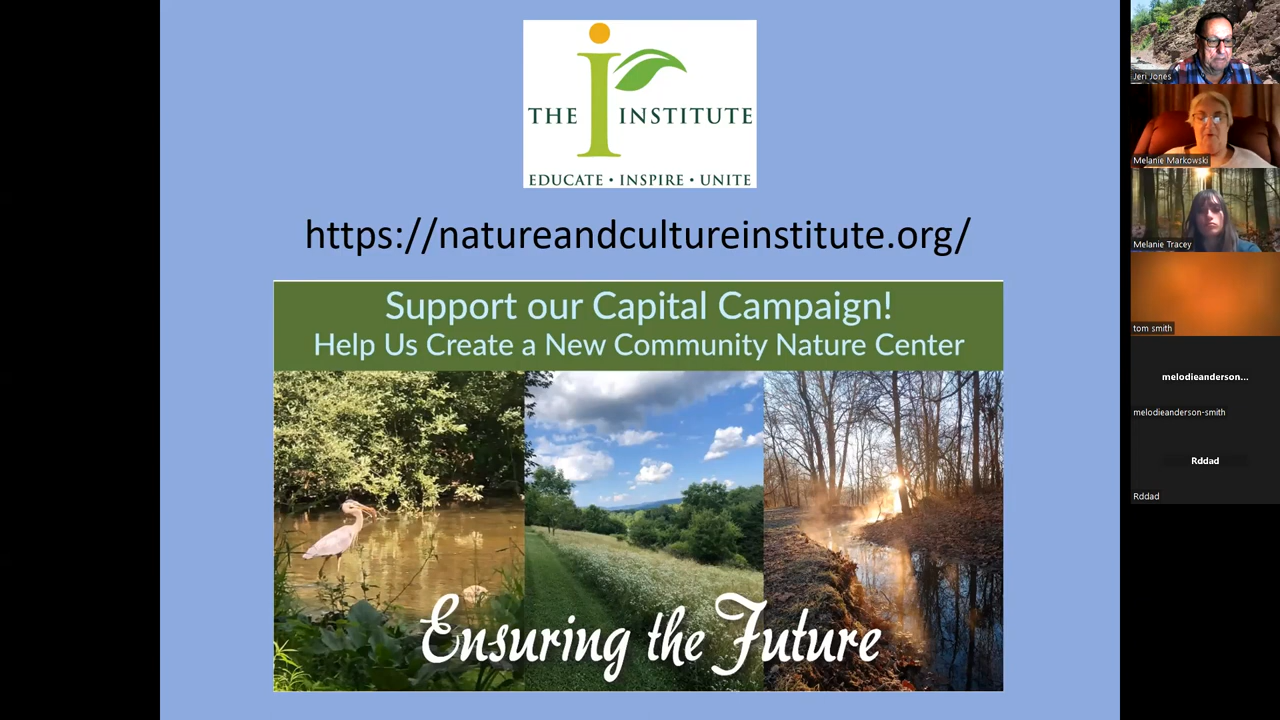 THE i INSTITUTE
EDUCATE • INSPIRE • UNITE
https://natureandcultureinstitute.org/
Support our Capital Campaign!
Help Us Create a New Community Nature Center
Ensuring the Future
Jeri Jones
Melanie Markowski
Melanie Tracey
tom smith
melodieanderson...
melodieanderson-smith
Rddad
Rddad